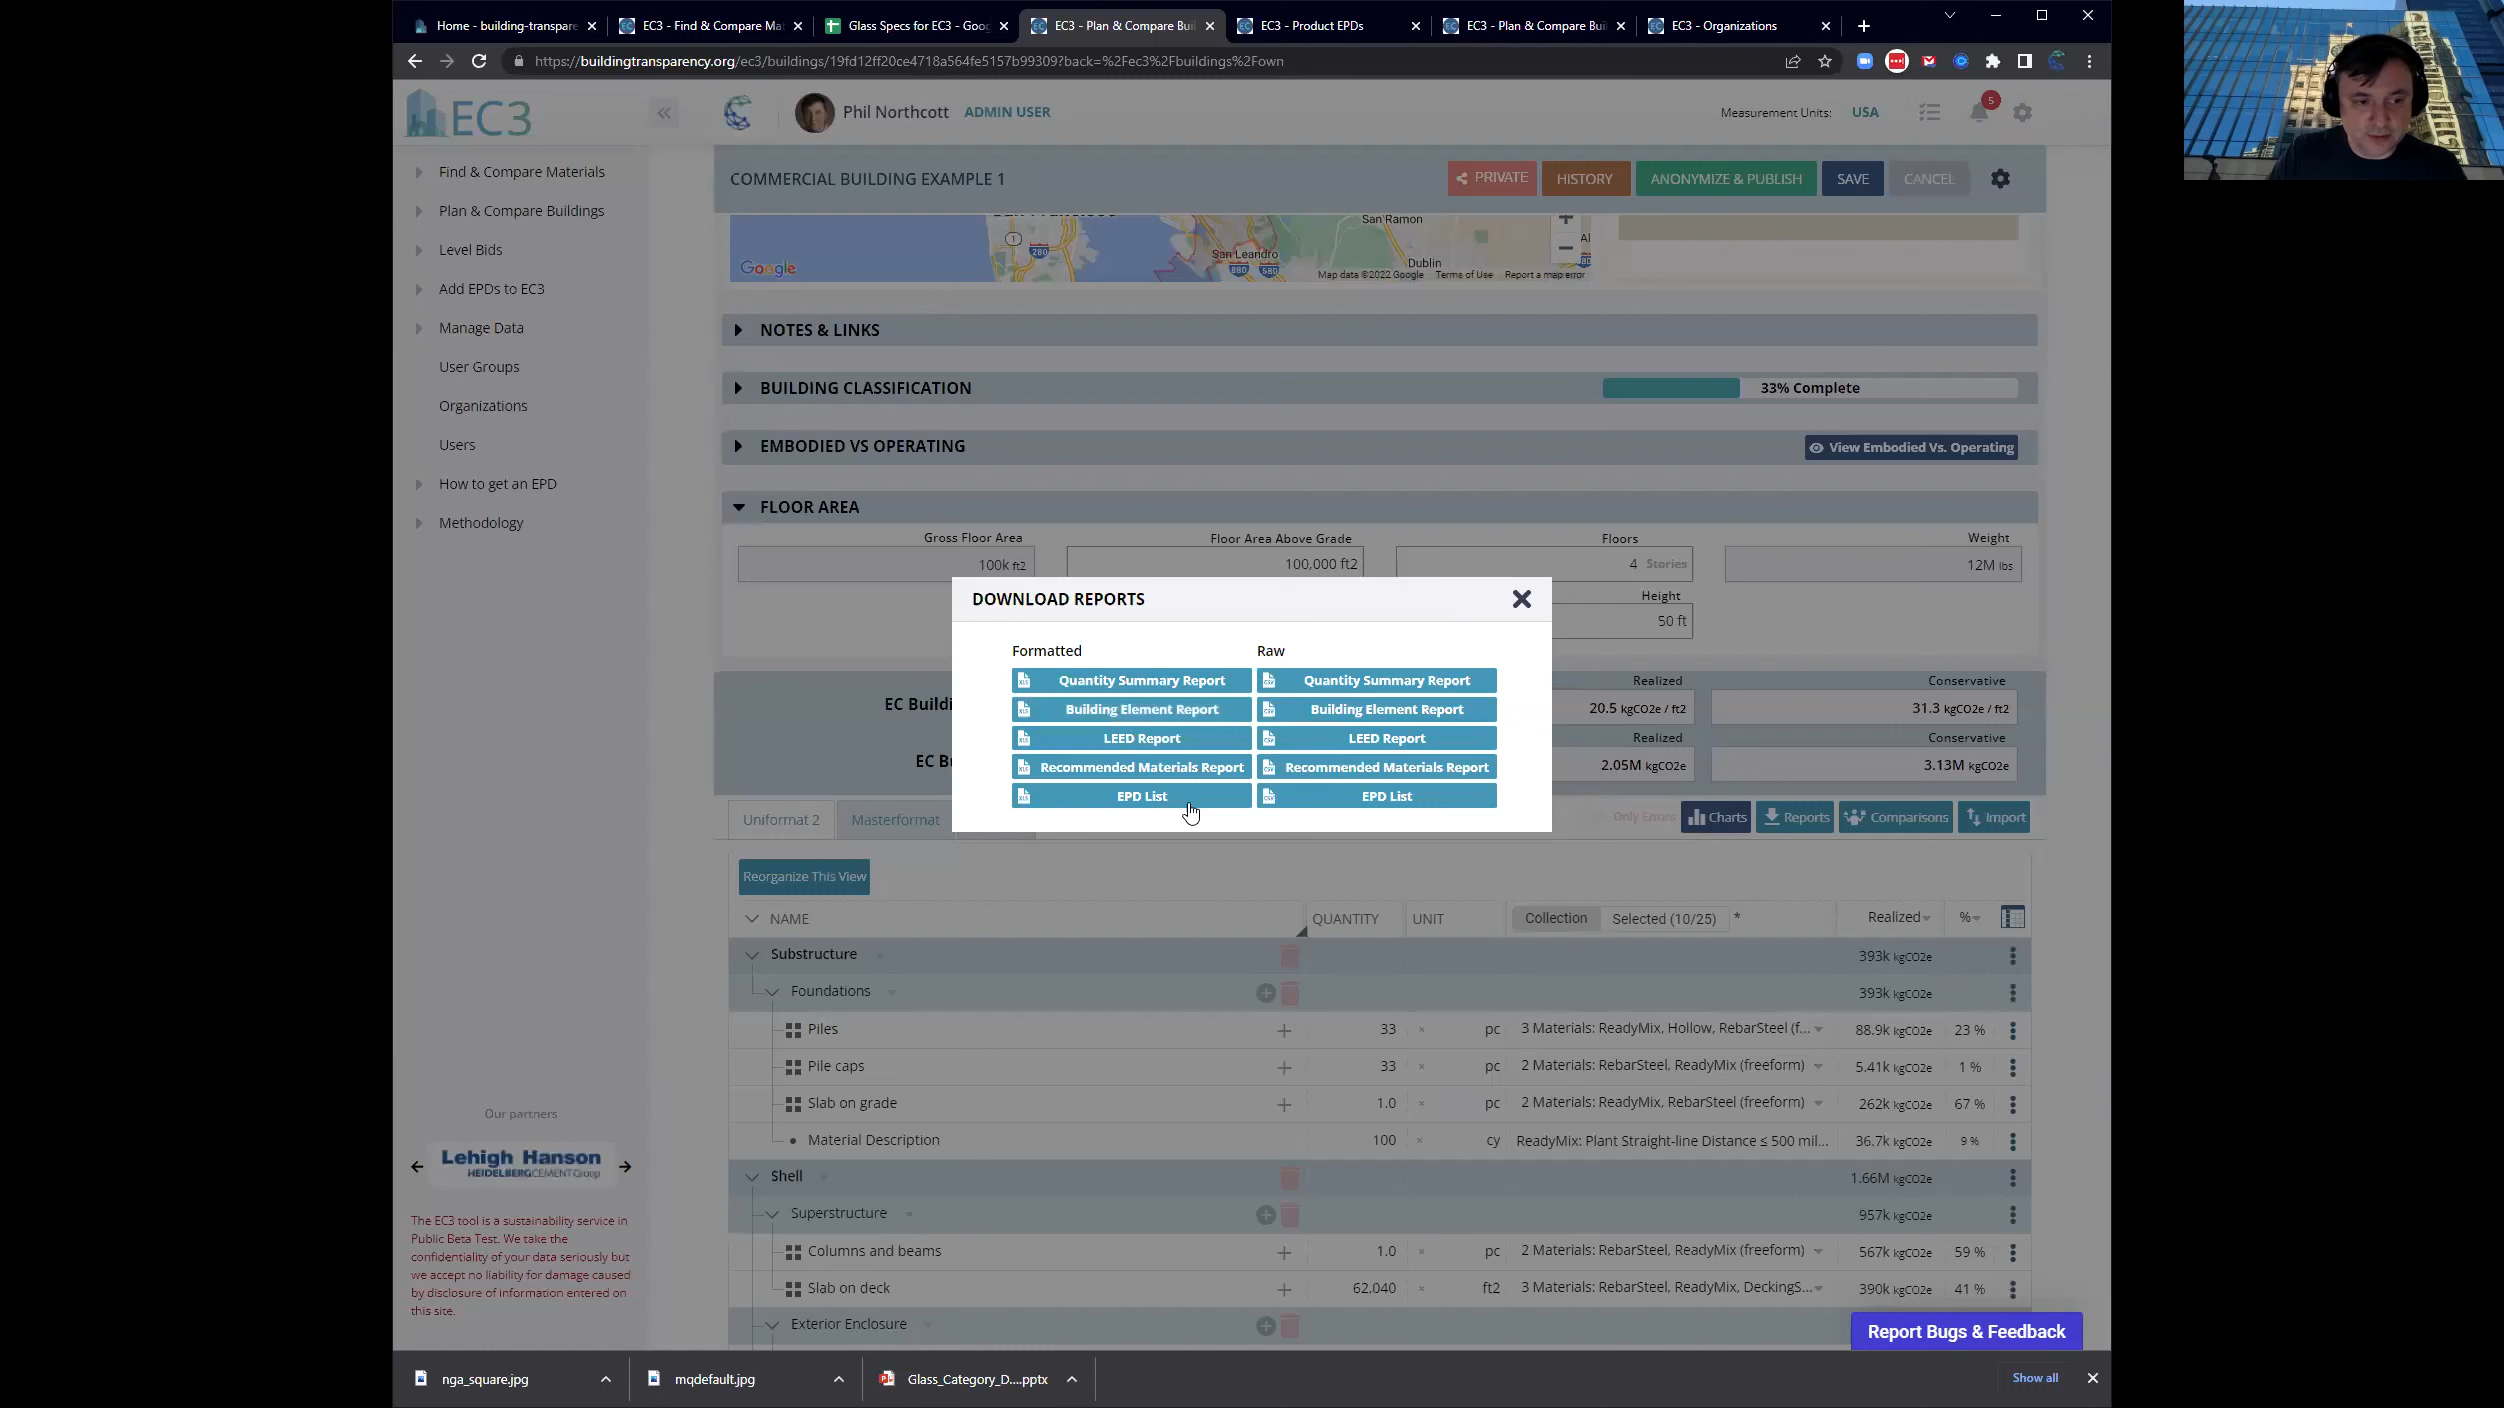 Home - building-transpare
EC3 - Find & Compare Mat
Glass Specs for EC3 - Goog
EC3 - Plan & Compare Buil
EC3 - Product EPDs
EC3 - Plan & Compare Buil
EC3 - Organizations
https://buildingtransparency.org/ec3/buildings/19fd12ff20ce4718a564fe5157b99309?back=%2Fec3%2Fbuildings%2Fown
EC3
Phil Northcott ADMIN USER
Measurement Units: USA
5
Find & Compare Materials
Plan & Compare Buildings
Level Bids
Add EPDs to EC3
Manage Data
User Groups
Organizations
Users
How to get an EPD
Methodology
Our partners
Lehigh Hanson
HEIDELBERGCEMENT Group
The EC3 tool is a sustainability service in
Public Beta Test. We take the
confidentiality of your data seriously but
we accept no liability for damage caused
by disclosure of information entered on
this site.
COMMERCIAL BUILDING EXAMPLE 1
PRIVATE
HISTORY
ANONYMIZE & PUBLISH
SAVE
CANCEL
San Ramon
1
280
San Leandro
880
580
Dublin
Google
Map data ©2022 Google Terms of Use Report a map error
NOTES & LINKS
BUILDING CLASSIFICATION
33% Complete
EMBODIED VS OPERATING
View Embodied Vs. Operating
FLOOR AREA
Gross Floor Area
100k ft2
Floor Area Above Grade
100,000 ft2
Floors
4 Stories
Weight
12M lbs
Height
50 ft
DOWNLOAD REPORTS
Formatted
Raw
Quantity Summary Report
Quantity Summary Report
Building Element Report
Building Element Report
LEED Report
LEED Report
Recommended Materials Report
Recommended Materials Report
EPD List
EPD List
EC Buildi
Realized
20.5 kgCO2e / ft2
Conservative
31.3 kgCO2e / ft2
EC Bu
Realized
2.05M kgCO2e
Conservative
3.13M kgCO2e
Uniformat 2
Masterformat
Only Errors
Charts
Reports
Comparisons
Import
Reorganize This View
NAME QUANTITY UNIT Collection Selected (10/25) * Realized %
Substructure 393k kgCO2e
Foundations 393k kgCO2e
Piles 33 × pc 3 Materials: ReadyMix, Hollow, RebarSteel (f... 88.9k kgCO2e 23 %
Pile caps 33 × pc 2 Materials: RebarSteel, ReadyMix (freeform) 5.41k kgCO2e 1 %
Slab on grade 1.0 × pc 2 Materials: ReadyMix, RebarSteel (freeform) 262k kgCO2e 67 %
Material Description 100 × cy ReadyMix: Plant Straight-line Distance ≤ 500 mil... 36.7k kgCO2e 9 %
Shell 1.66M kgCO2e
Superstructure 957k kgCO2e
Columns and beams 1.0 × pc 2 Materials: RebarSteel, ReadyMix (freeform) 567k kgCO2e 59 %
Slab on deck 62,040 × ft2 3 Materials: RebarSteel, ReadyMix, DeckingS... 390k kgCO2e 41 %
Exterior Enclosure
Report Bugs & Feedback
nga_square.jpg
mqdefault.jpg
Glass_Category_D....pptx
Show all